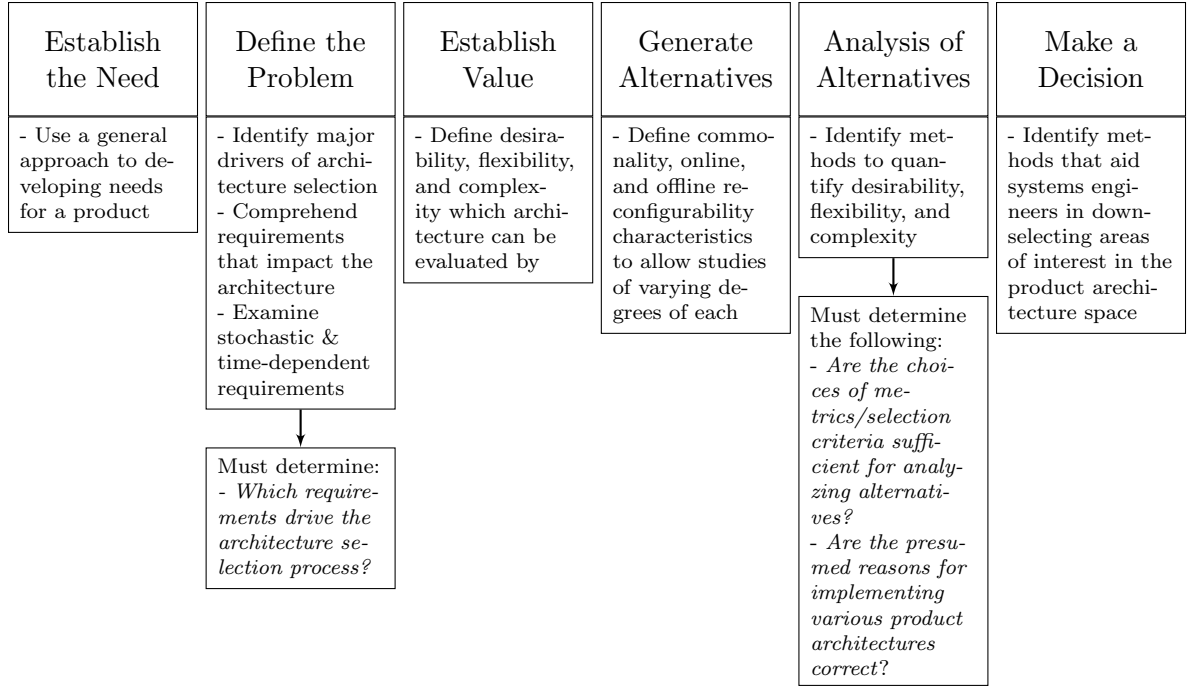 Establish
the Need
- Use a general
approach to de-
veloping needs
for a product
Define the
Problem
- Identify major
drivers of archi-
tecture selection
- Comprehend
requirements
that impact the
architecture
- Examine
stochastic &
time-dependent
requirements
Must determine:
- Which require-
ments drive the
architecture se-
lection process?
Establish
Value
- Define desira-
bility, flexibility,
and complex-
ity which archi-
tecture can be
evaluated by
Generate
Alternatives
- Define commo-
nality, online,
and offline re-
configurability
characteristics
to allow studies
of varying de-
grees of each
Analysis of
Alternatives
- Identify met-
hods to quan-
tify desirability,
flexibility, and
complexity
Must determine
the following:
- Are the choi-
ces of me-
trics/selection
criteria suffi-
cient for analy-
zing alternati-
ves?
- Are the presu-
med reasons for
implementing
various product
architectures
correct?
Make a
Decision
- Identify met-
hods that aid
systems engi-
neers in down-
selecting areas
of interest in the
product arechi-
tecture space